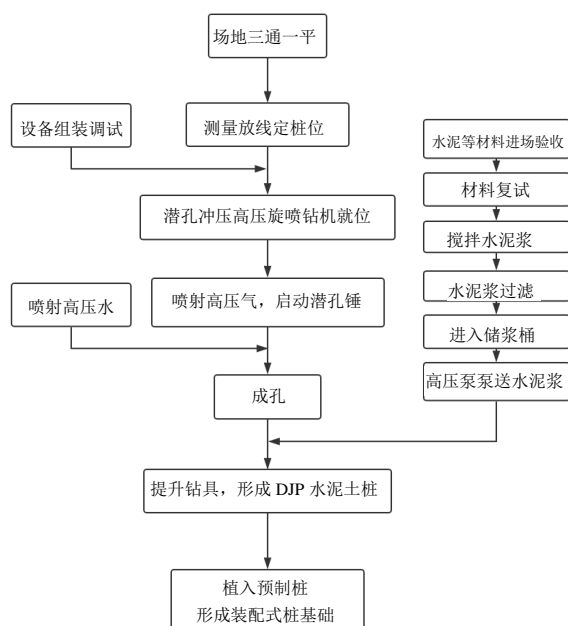 场地三通一平
设备组装调试
测量放线定桩位
水泥等材料进场验收
材料复试
潜孔冲压高压旋喷钻机就位
搅拌水泥浆
水泥浆过滤
喷射高压水
喷射高压气，启动潜孔锤
进入储浆桶
高压泵泵送水泥浆
成孔
提升钻具，形成 DJP 水泥土桩
植入预制桩
形成装配式桩基础